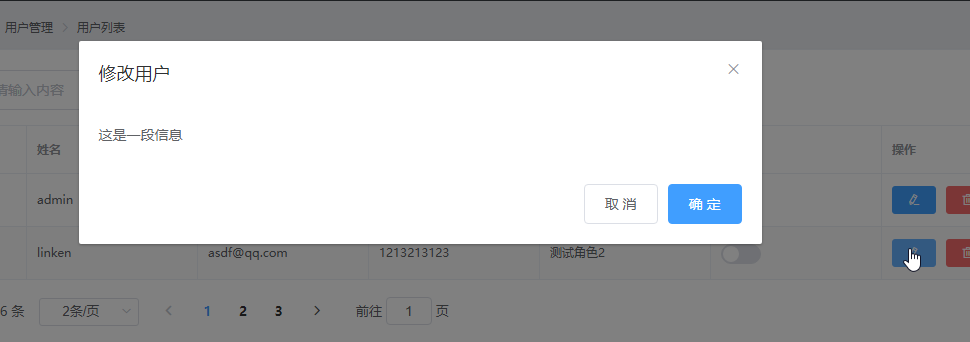 用户管理 > 用户列表
请输入内容
修改用户
这是一段信息
取 消 确 定
姓名 操作
admin
linken asdf@qq.com 1213213123 测试角色2
6 条 2条/页 1 2 3 前往 1 页